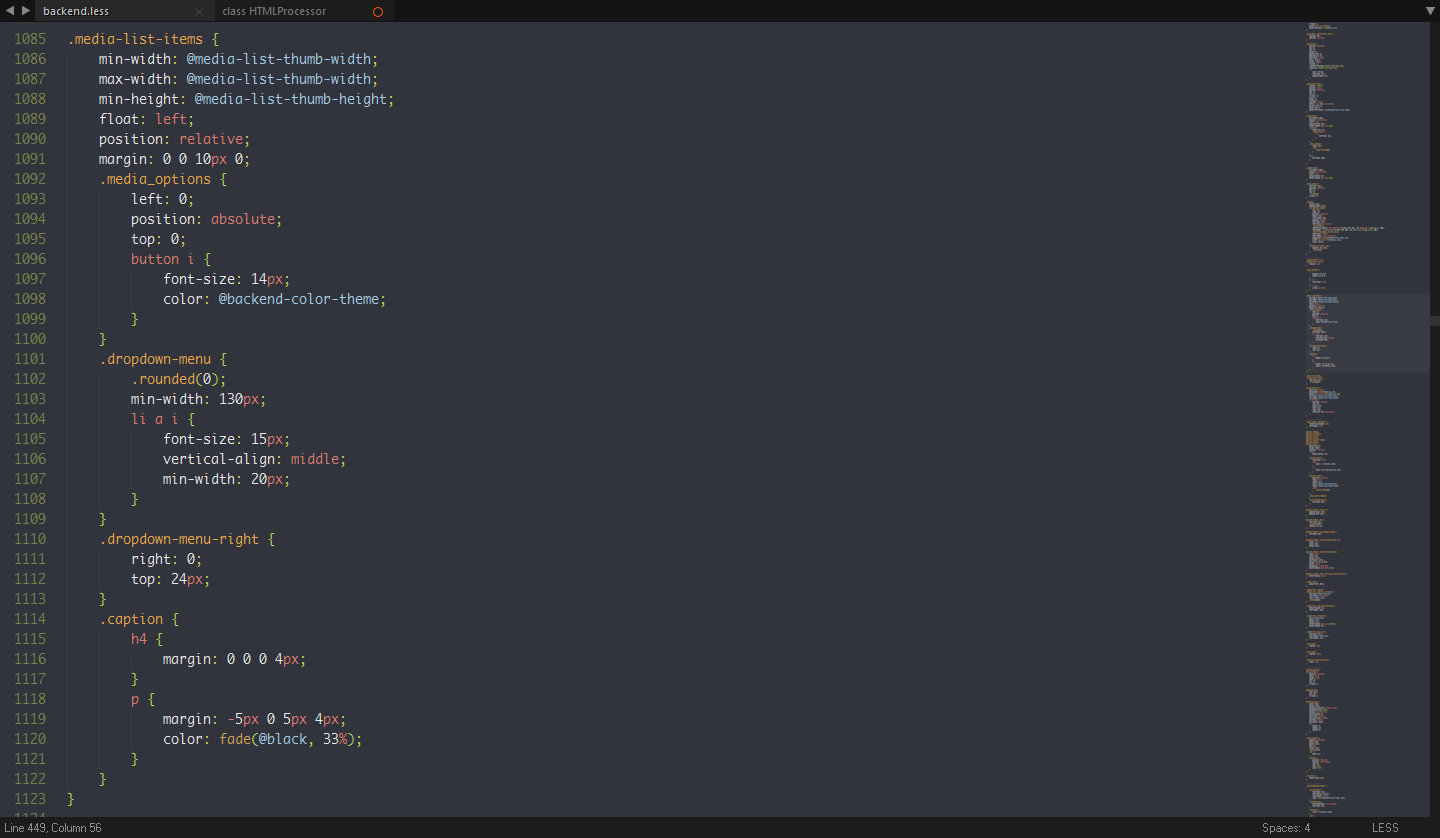 backend.less
class HTMLProcessor
1085 .media-list-items {
1086 min-width: @media-list-thumb-width;
1087 max-width: @media-list-thumb-width;
1088 min-height: @media-list-thumb-height;
1089 float: left;
1090 position: relative;
1091 margin: 0 0 10px 0;
1092 .media_options {
1093 left: 0;
1094 position: absolute;
1095 top: 0;
1096 button i {
1097 font-size: 14px;
1098 color: @backend-color-theme;
1099 }
1100 }
1101 .dropdown-menu {
1102 .rounded(0);
1103 min-width: 130px;
1104 li a i {
1105 font-size: 15px;
1106 vertical-align: middle;
1107 min-width: 20px;
1108 }
1109 }
1110 .dropdown-menu-right {
1111 right: 0;
1112 top: 24px;
1113 }
1114 .caption {
1115 h4 {
1116 margin: 0 0 0 4px;
1117 }
1118 p {
1119 margin: -5px 0 5px 4px;
1120 color: fade(@black, 33%);
1121 }
1122 }
1123 }
Line 449, Column 56
Spaces: 4
LESS